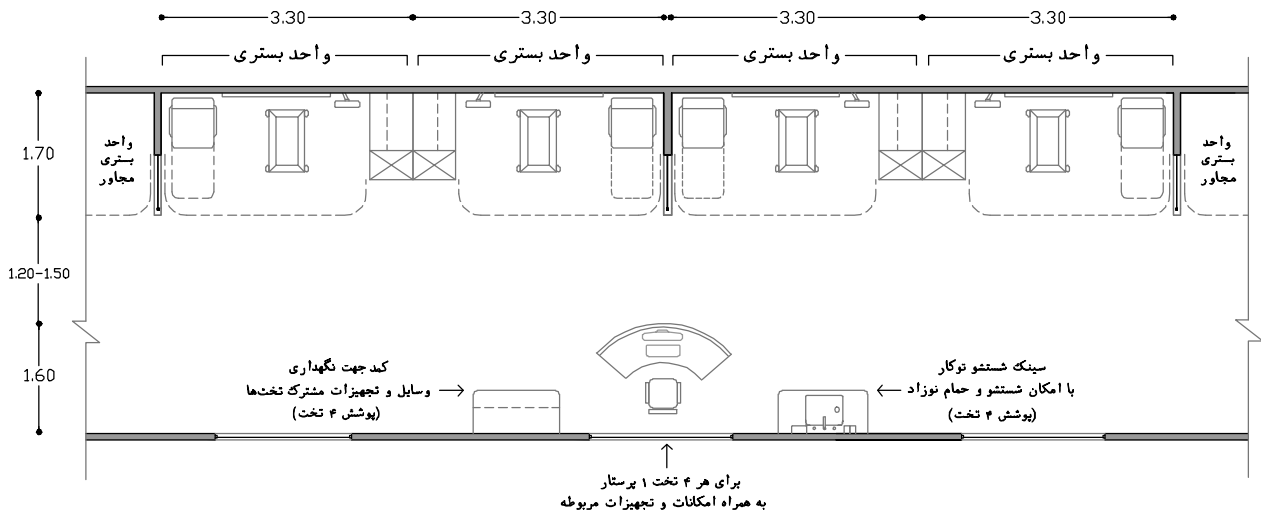 3.30
3.30
3.30
3.30
واحد بستری
واحد بستری
واحد بستری
واحد بستری
1.70
واحد
بستری
مجاور
واحد
بستری
مجاور
1.20-1.50
1.60
کمد جهت نگهداری
وسایل و تجهیزات مشترک تخت‌ها
(پوشش ۴ تخت)
سینک شستشو توکار
با امکان شستشو و حمام نوزاد
(پوشش ۴ تخت)
برای هر ۴ تخت ۱ پرستار
به همراه امکانات و تجهیزات مربوطه